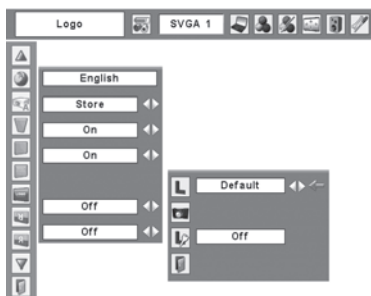 Logo
SVGA 1
English
Store
On
On
Off
Off
Default
Off